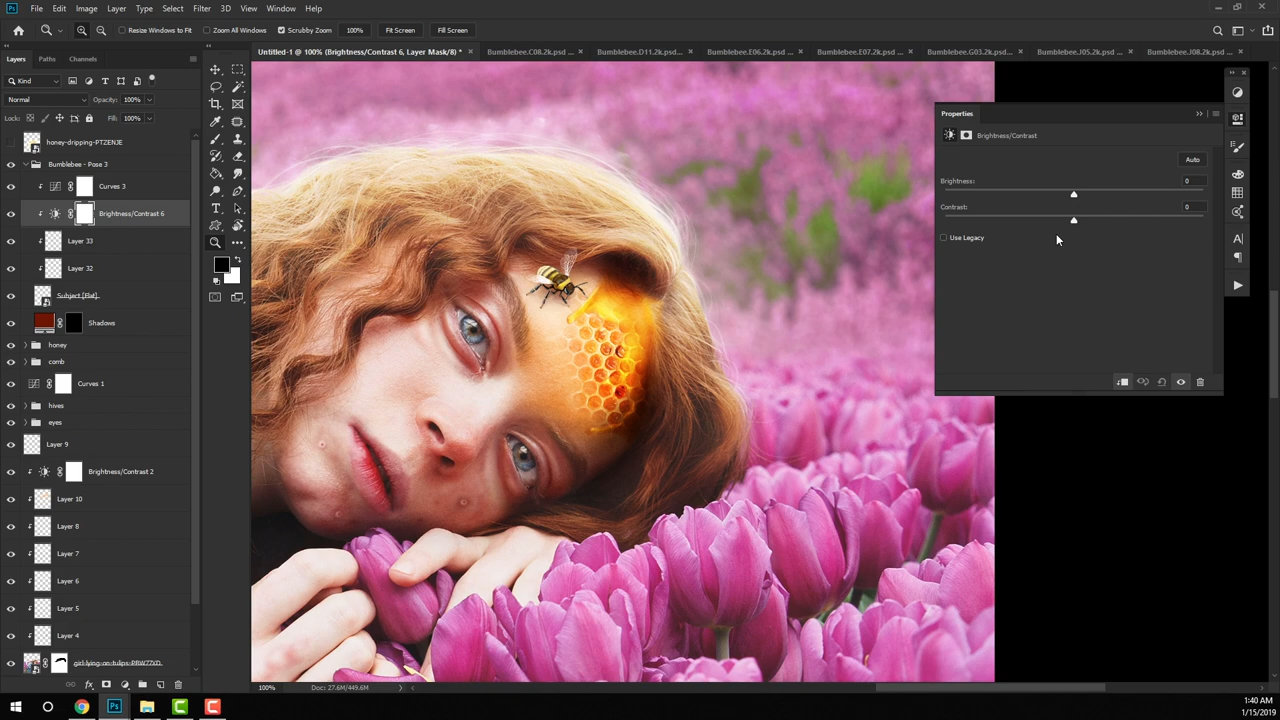 File Edit Image Layer Type Select Filter 3D View Window Help
Resize Windows to Fit Zoom All Windows Scrubby Zoom 100% Fit Screen Fill Screen
Layers Paths Channels
Untitled-1 @ 100% (Brightness/Contrast 6, Layer Mask/8) * Bumblebee.C08.2k.psd ... Bumblebee.D11.2k.psd... Bumblebee.E06.2k.psd ... Bumblebee.E07.2k.psd ... Bumblebee.G03.2k.psd ... Bumblebee.J05.2k.psd ... Bumblebee.J08.2k.psd ...
Kind
Normal Opacity: 100%
Lock: Fill: 100%
honey-dripping-PTZENJE
Bumblebee - Pose 3
Curves 3
Brightness/Contrast 6
Layer 33
Layer 32
Subject [Flat]
Shadows
honey
comb
Curves 1
hives
eyes
Layer 9
Brightness/Contrast 2
Layer 10
Layer 8
Layer 7
Layer 6
Layer 5
Layer 4
Properties
Brightness/Contrast
Auto
Brightness: 0
Contrast: 0
Use Legacy
100% Doc: 27.6M/449.6M
1:40 AM
1/15/2019